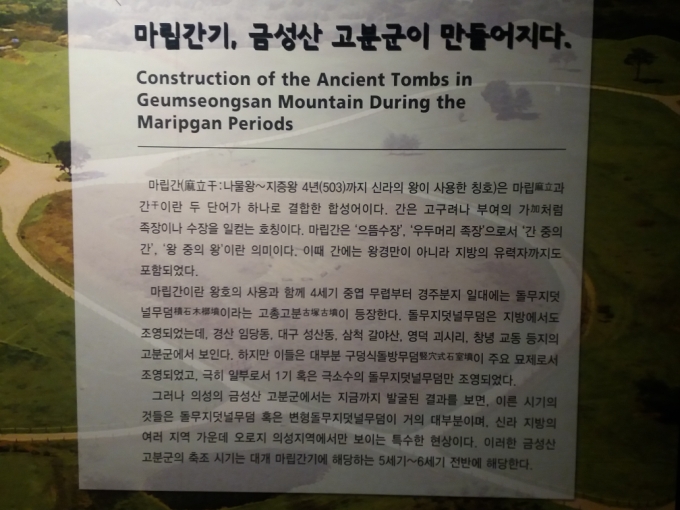 마립간기, 금성산 고분군이 만들어지다.
Construction of the Ancient Tombs in
Geumseongsan Mountain During the
Maripgan Periods
마립간(麻立干:나물왕~지증왕 4년(503)까지 신라의 왕이 사용한 칭호)은 마립麻立과
간干이란 두 단어가 하나로 결합한 합성어이다. 간은 고구려나 부여의 가加처럼
족장이나 수장을 일컫는 호칭이다. 마립간은 '으뜸수장', '우두머리 족장'으로서 '간 중의
간', '왕 중의 왕'이란 의미이다. 이때 간에는 왕경만이 아니라 지방의 유력자까지도
포함되었다.
마립간이란 왕호의 사용과 함께 4세기 중엽 무렵부터 경주분지 일대에는 돌무지덧
널무덤積石木槨墳이라는 고총고분古塚古墳이 등장한다. 돌무지덧널무덤은 지방에서도
조영되었는데, 경산 임당동, 대구 성산동, 삼척 갈야산, 영덕 괴시리, 창녕 교동 등지의
고분군에서 보인다. 하지만 이들은 대부분 구덩식돌방무덤竪穴式石室墳이 주요 묘제로서
조영되었고, 극히 일부로서 1기 혹은 극소수의 돌무지덧널무덤만 조영되었다.
그러나 의성의 금성산 고분군에서는 지금까지 발굴된 결과를 보면, 이른 시기의
것들은 돌무지덧널무덤 혹은 변형돌무지덧널무덤이 거의 대부분이며, 신라 지방의
여러 지역 가운데 오로지 의성지역에서만 보이는 특수한 현상이다. 이러한 금성산
고분군의 축조 시기는 대개 마립간기에 해당하는 5세기~6세기 전반에 해당한다.